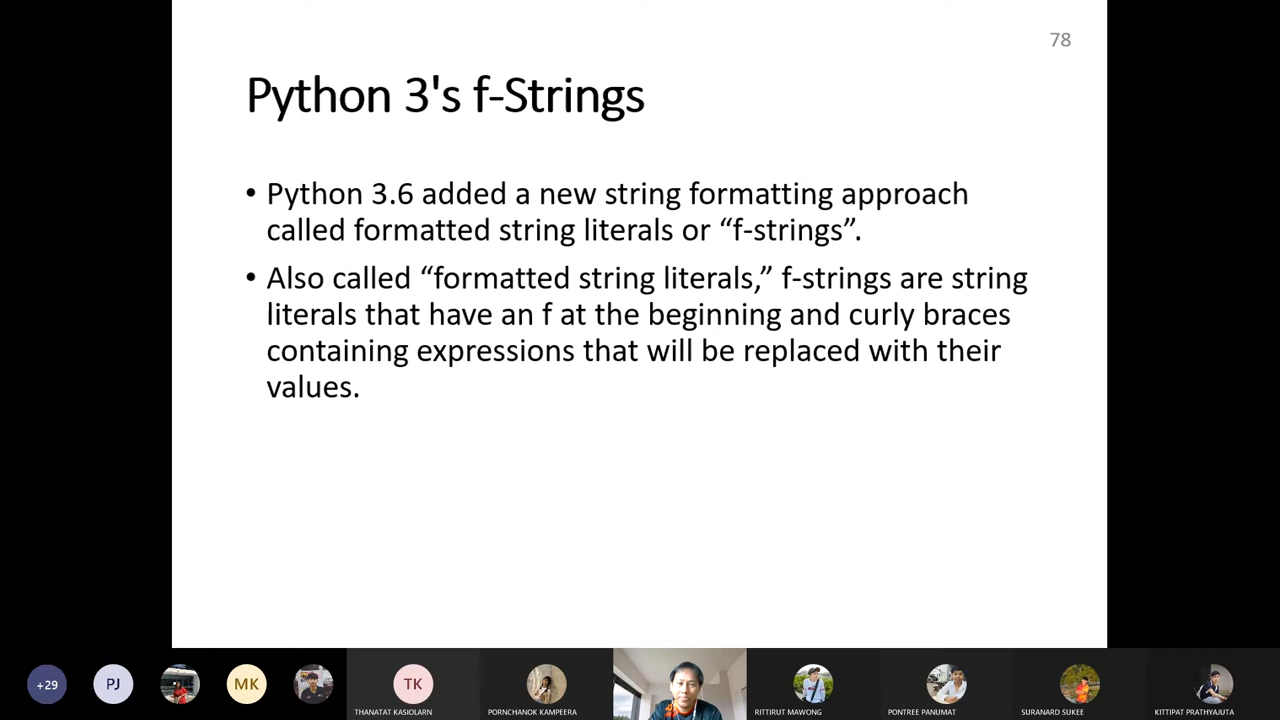 78
Python 3's f-Strings
• Python 3.6 added a new string formatting approach
called formatted string literals or “f-strings”.
• Also called “formatted string literals,” f-strings are string
literals that have an f at the beginning and curly braces
containing expressions that will be replaced with their
values.
+29
PJ
MK
TK
THANATAT KASIOLARN
PORNCHANOK KAMPEERA
RITTIRUT MAWONG
PONTREE PANUMAT
SURANARD SUKEE
KITTIPAT PRATHYAJUTA